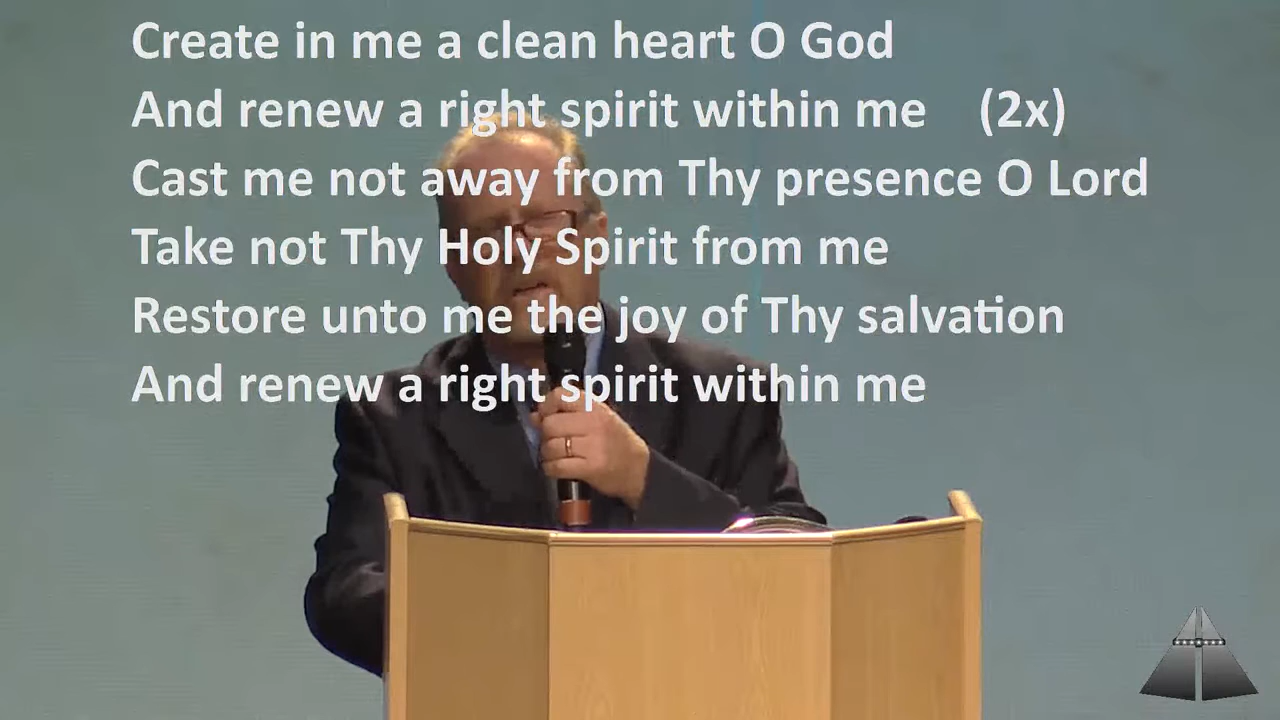 Create in me a clean heart O God
And renew a right spirit within me (2x)
Cast me not away from Thy presence O Lord
Take not Thy Holy Spirit from me
Restore unto me the joy of Thy salvation
And renew a right spirit within me